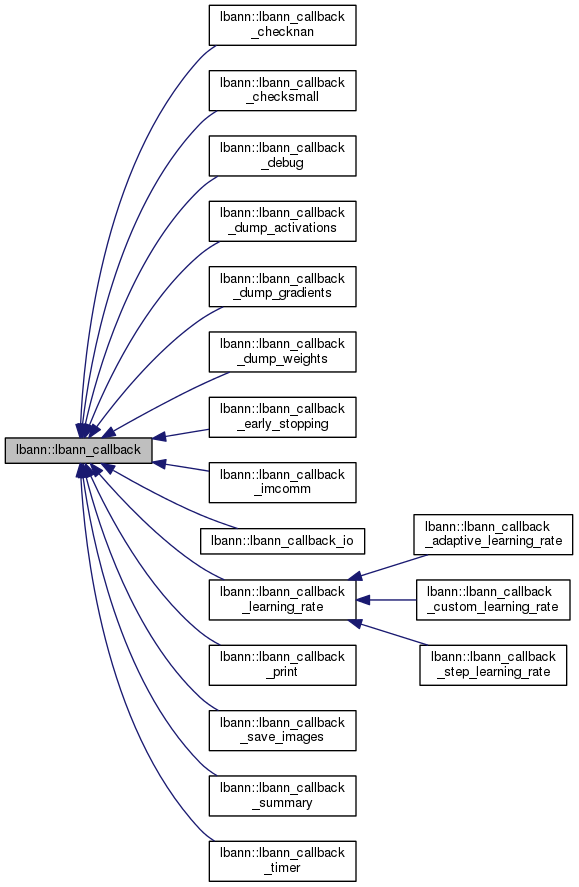 lbann::lbann_callback
_checknan
lbann::lbann_callback
_checksmall
lbann::lbann_callback
_debug
lbann::lbann_callback
_dump_activations
lbann::lbann_callback
_dump_gradients
lbann::lbann_callback
_dump_weights
lbann::lbann_callback
_early_stopping
lbann::lbann_callback
lbann::lbann_callback
_imcomm
lbann::lbann_callback_io
lbann::lbann_callback
_adaptive_learning_rate
lbann::lbann_callback
_learning_rate
lbann::lbann_callback
_custom_learning_rate
lbann::lbann_callback
_print
lbann::lbann_callback
_step_learning_rate
lbann::lbann_callback
_save_images
lbann::lbann_callback
_summary
lbann::lbann_callback
_timer